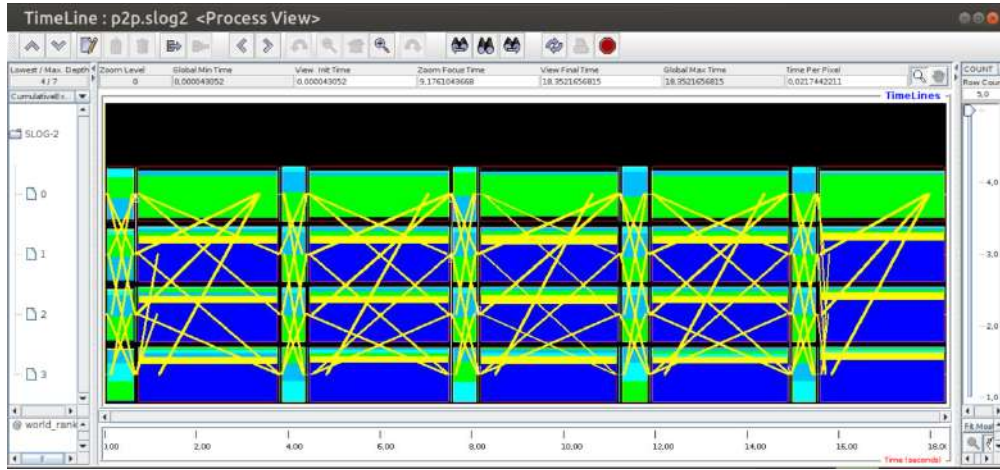 TimeLine : p2p.slog2 <Process View>
Lowest / Max. Depth Zoom Level Global Min Time View Init Time Zoom Focus Time View Final Time Global Max Time Time Per Pixel COUNT
4 / 7 0 0,000043052 0,000043052 9,1761043668 18,3521656815 18,3521656815 0,0217442211 Row Coun
CumulativeEx. TimeLines 5,0
SLOG-2
4,0
0
1 3,0
2 2,0
3
1,0
world_rank Fit Most
2,00 4,00 6,00 8,00 10,00 12,00 14,00 16,00
Time (seconds)